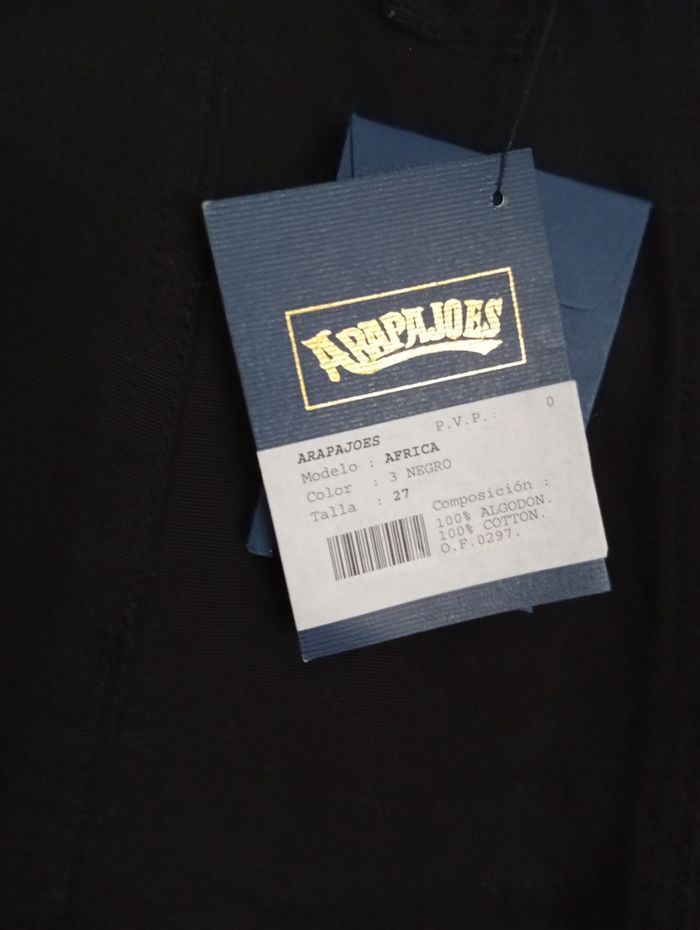 ARAPAJOES
ARAPAJOES P.V.P.: 0
Modelo : AFRICA
Color : 3 NEGRO
Talla : 27
Composición :
100% ALGODON.
100% COTTON.
O.F.0297.